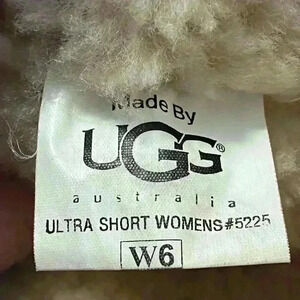 Made By
UGG®
australia
ULTRA SHORT WOMENS#5225
W6